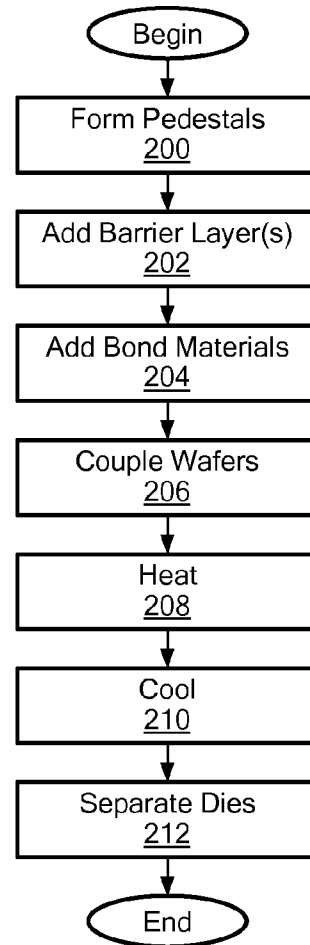 Begin
Form Pedestals
200
Add Barrier Layer(s)
202
Add Bond Materials
204
Couple Wafers
206
Heat
208
Cool
210
Separate Dies
212
End